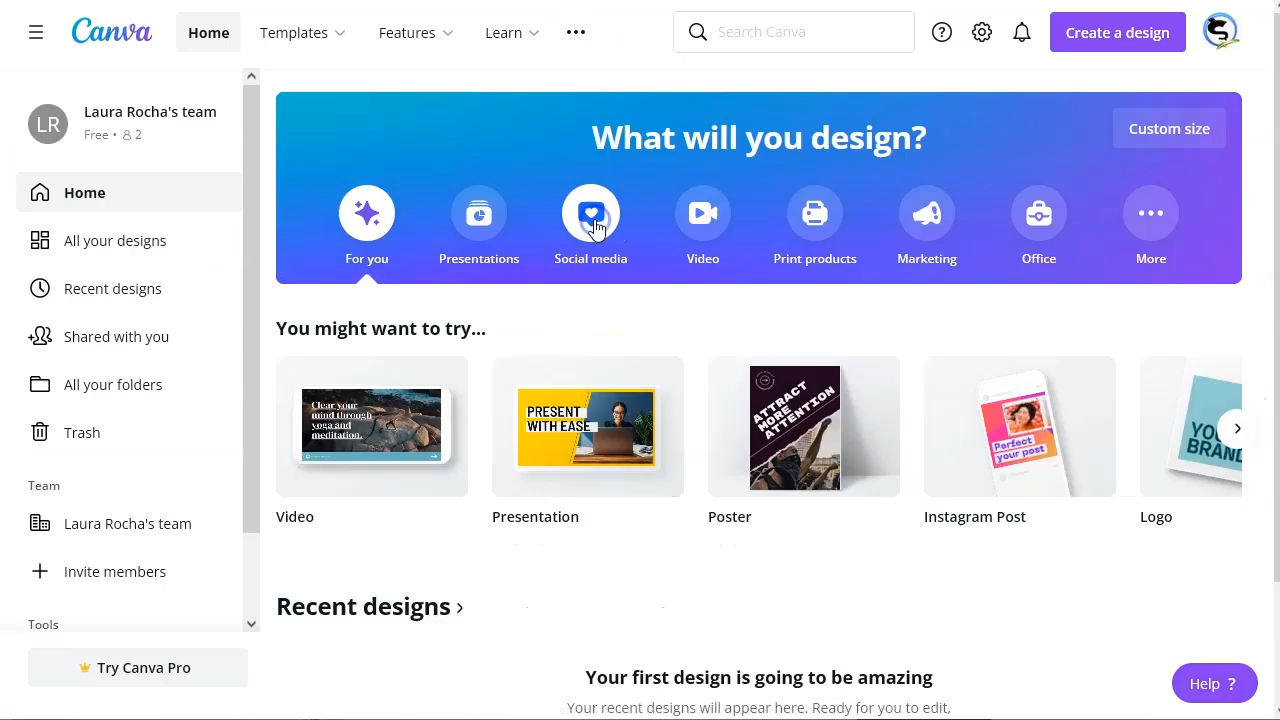 Canva
Home
Templates
Features
Learn
Search Canva
Create a design
LR
Laura Rocha's team
Free • 2
Home
All your designs
Recent designs
Shared with you
All your folders
Trash
Team
Laura Rocha's team
Invite members
Tools
Try Canva Pro
What will you design?
Custom size
For you
Presentations
Social media
Video
Print products
Marketing
Office
More
You might want to try...
Clear your
mind through
yoga and
meditation.
Video
PRESENT
WITH EASE
Presentation
ATTRACT
MORE
ATTENTION
Poster
Perfect
your post
Instagram Post
BRAND
Logo
Recent designs
Your first design is going to be amazing
Your recent designs will appear here. Ready for you to edit,
Help ?